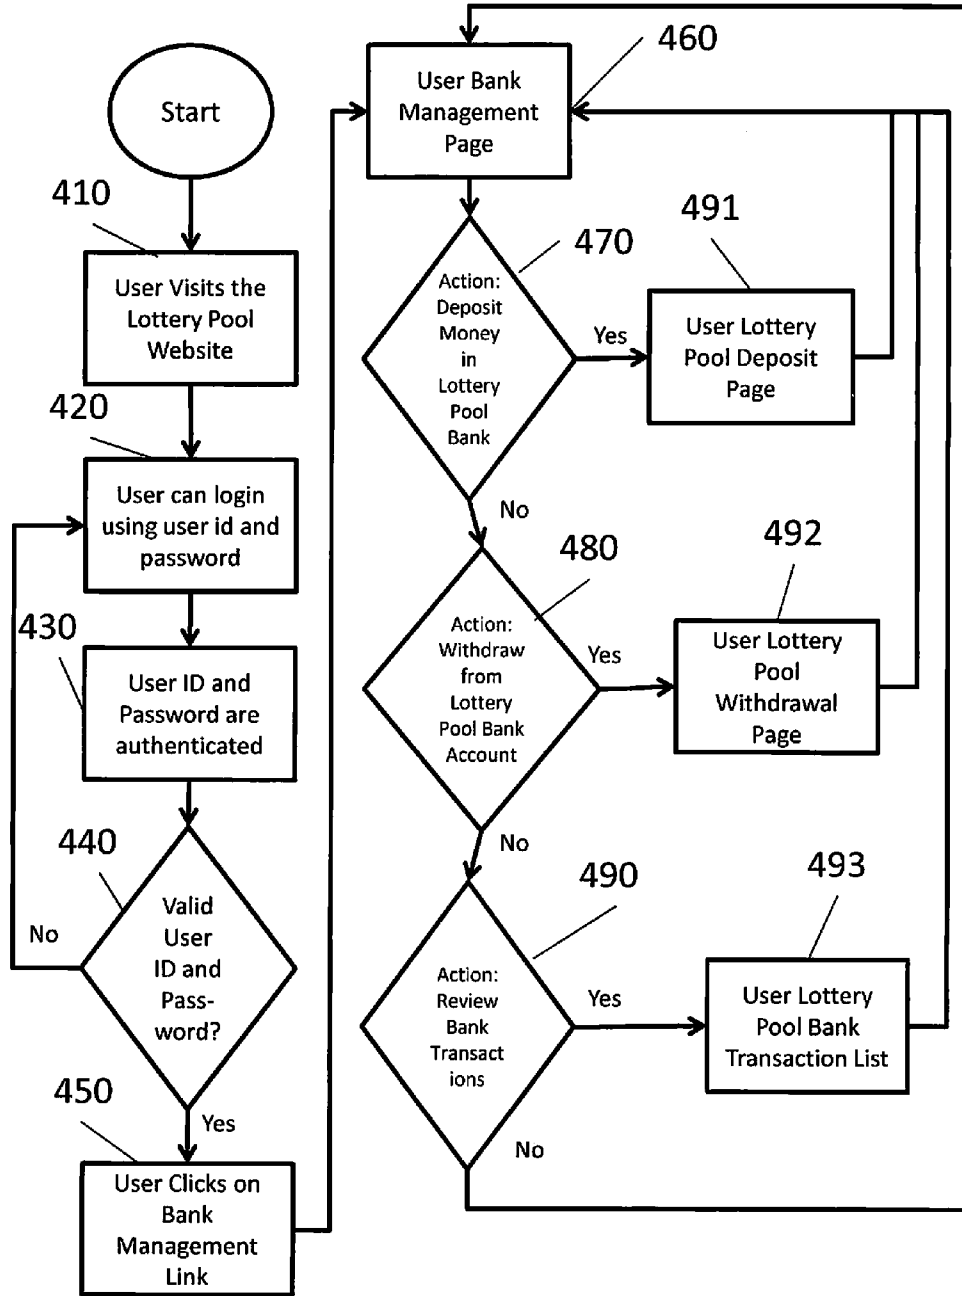 Start
410
User Visits the
Lottery Pool
Website
420
User can login
using user id and
password
430
User ID and
Password are
authenticated
440
Valid
User
ID and
Pass-
word?
No
Yes
450
User Clicks on
Bank
Management
Link
460
User Bank
Management
Page
470
Action:
Deposit
Money
in
Lottery
Pool
Bank
Yes
No
491
User Lottery
Pool Deposit
Page
480
Action:
Withdraw
from
Lottery
Pool Bank
Account
Yes
No
492
User Lottery
Pool
Withdrawal
Page
490
Action:
Review
Bank
Transact
ions
Yes
No
493
User Lottery
Pool Bank
Transaction List